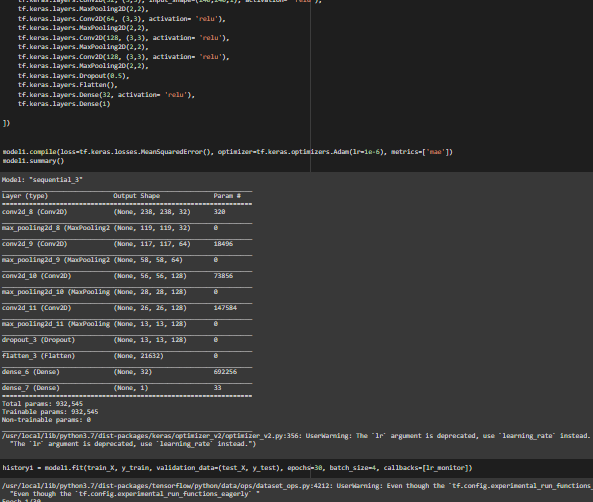 tf.keras.layers.MaxPooling2D(2,2),
tf.keras.layers.Conv2D(64, (3,3), activation= 'relu'),
tf.keras.layers.MaxPooling2D(2,2),
tf.keras.layers.Conv2D(128, (3,3), activation= 'relu'),
tf.keras.layers.MaxPooling2D(2,2),
tf.keras.layers.Conv2D(128, (3,3), activation= 'relu'),
tf.keras.layers.MaxPooling2D(2,2),
tf.keras.layers.Dropout(0.5),
tf.keras.layers.Flatten(),
tf.keras.layers.Dense(32, activation= 'relu'),
tf.keras.layers.Dense(1)
])
model1.compile(loss=tf.keras.losses.MeanSquaredError(), optimizer=tf.keras.optimizers.Adam(lr=1e-6), metrics=['mae'])
model1.summary()
Model: "sequential_3"
Layer (type) Output Shape Param #
conv2d_8 (Conv2D) (None, 238, 238, 32) 320
max_pooling2d_8 (MaxPooling2 (None, 119, 119, 32) 0
conv2d_9 (Conv2D) (None, 117, 117, 64) 18496
max_pooling2d_9 (MaxPooling2 (None, 58, 58, 64) 0
conv2d_10 (Conv2D) (None, 56, 56, 128) 73856
max_pooling2d_10 (MaxPooling (None, 28, 28, 128) 0
conv2d_11 (Conv2D) (None, 26, 26, 128) 147584
max_pooling2d_11 (MaxPooling (None, 13, 13, 128) 0
dropout_3 (Dropout) (None, 13, 13, 128) 0
flatten_3 (Flatten) (None, 21632) 0
dense_6 (Dense) (None, 32) 692256
dense_7 (Dense) (None, 1) 33
Total params: 932,545
Trainable params: 932,545
Non-trainable params: 0
/usr/local/lib/python3.7/dist-packages/keras/optimizer_v2/optimizer_v2.py:356: UserWarning: The `lr` argument is deprecated, use `learning_rate` instead.
"The `lr` argument is deprecated, use `learning_rate` instead.")
history1 = model1.fit(train_X, y_train, validation_data=(test_X, y_test), epochs=30, batch_size=4, callbacks=[lr_monitor])
/usr/local/lib/python3.7/dist-packages/tensorflow/python/data/ops/dataset_ops.py:4212: UserWarning: Even though the `tf.config.experimental_run_functions
"Even though the `tf.config.experimental_run_functions_eagerly` "